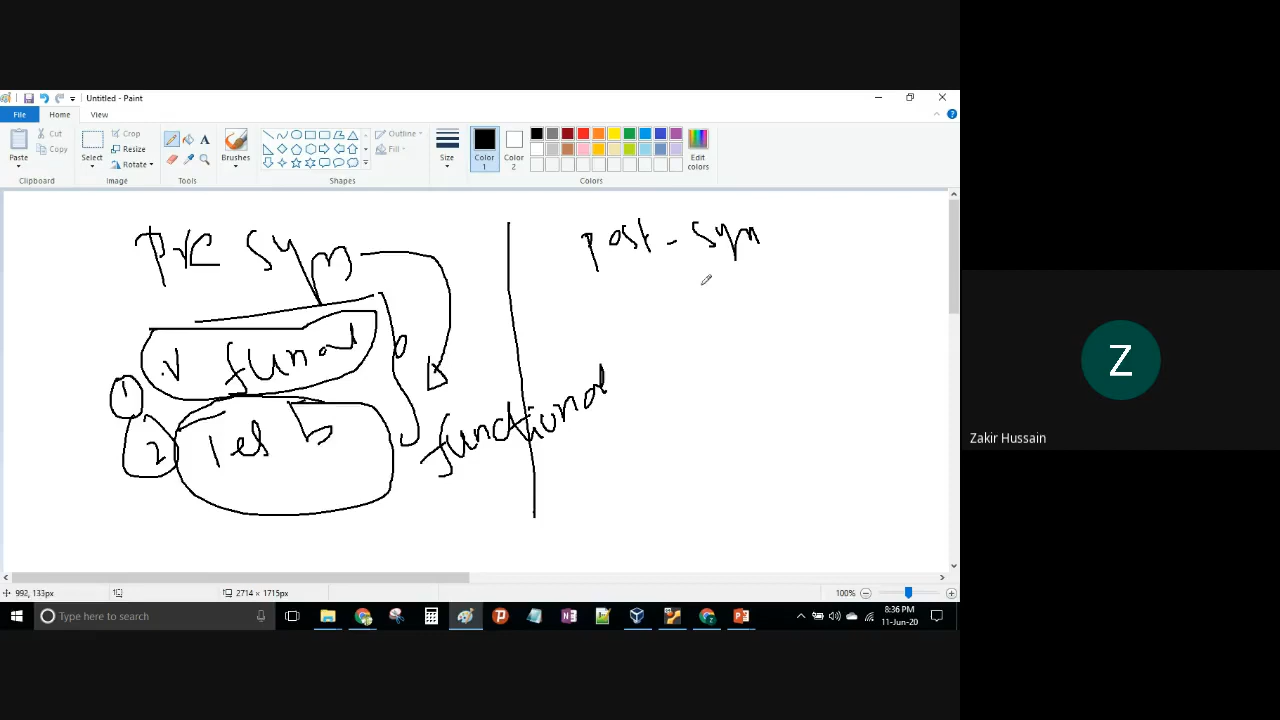 Untitled - Paint
File
Home
View
Paste
Cut
Copy
Clipboard
Select
Crop
Resize
Rotate
Image
Tools
Brushes
Shapes
Outline
Fill
Size
Color 1
Color 2
Edit colors
Colors
pre sym
post - sym
.v
1
2
functional
992, 133px
2714 × 1715px
100%
Type here to search
8:36 PM
11-Jun-20
Z
Zakir Hussain